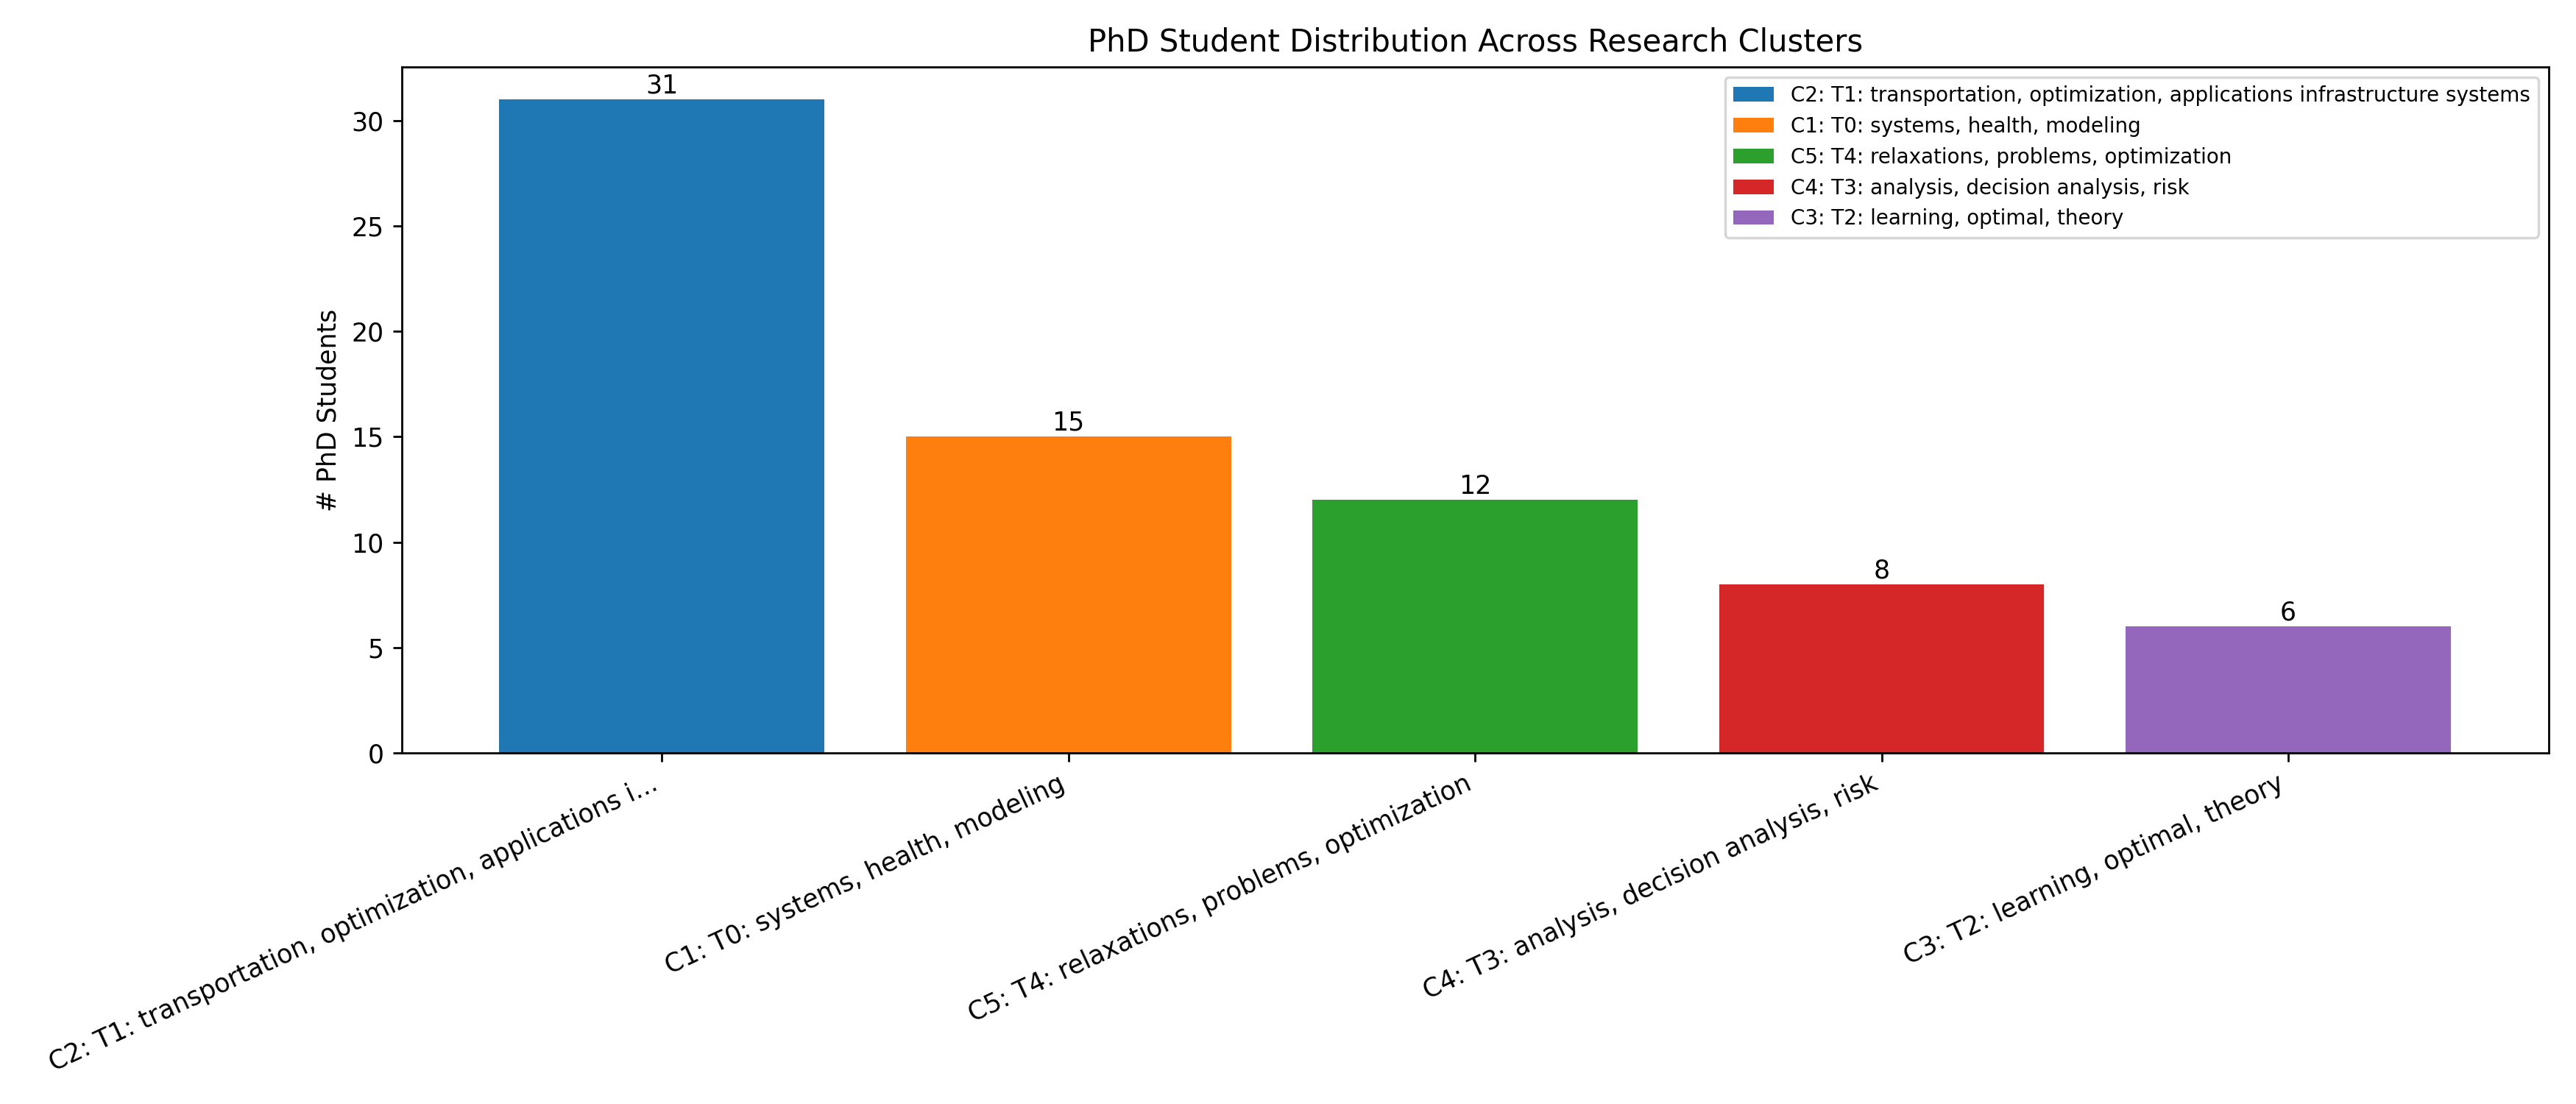 PhD Student Distribution Across Research Clusters
31
C2: T1: transportation, optimization, applications infrastructure systems
C1: T0: systems, health, modeling
C5: T4: relaxations, problems, optimization
C4: T3: analysis, decision analysis, risk
C3: T2: learning, optimal, theory
# PhD Students
30
25
20
15
10
5
0
15
12
8
6
C2: T1: transportation, optimization, applications i...
C1: T0: systems, health, modeling
C5: T4: relaxations, problems, optimization
C4: T3: analysis, decision analysis, risk
C3: T2: learning, optimal, theory